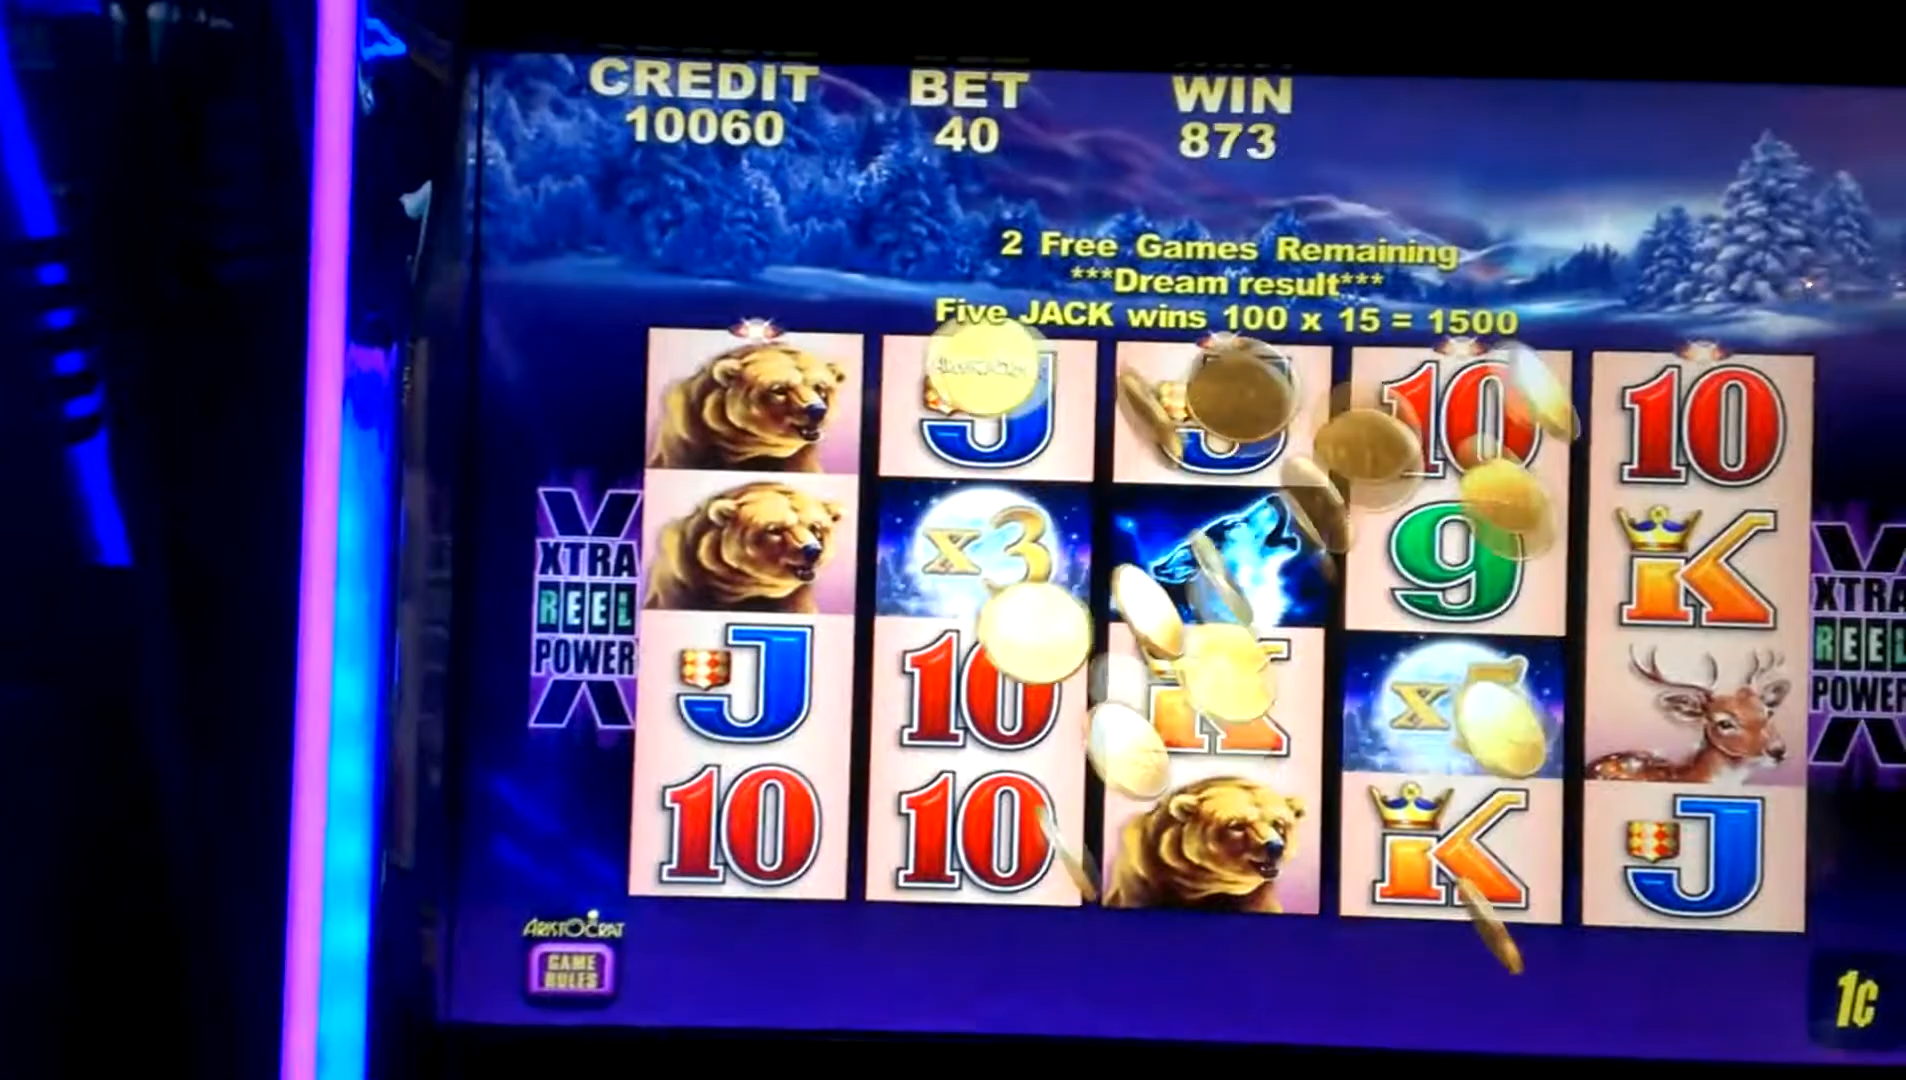 CREDIT BET WIN
10060 40 873
2 Free Games Remaining
***Dream result***
Five JACK wins 100 x 15 = 1500
J 10 10
x3 9 K
XTRA
REEL
POWER
XTRA
REEL
POWER
J 10 K x5
10 10 K J
ARISTOCRAT
GAME
RULES
1¢